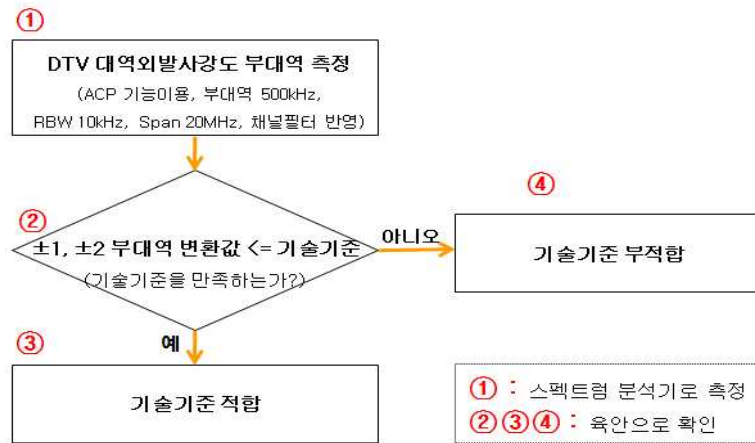 ①
DTV 대역외발사강도 부대역 측정
(ACP 기능이용, 부대역 500kHz,
RBW 10kHz, Span 20MHz, 채널필터 반영)
②
±1, ±2 부대역 변환값 <= 기술기준
(기술기준을 만족하는가?)
아니오
④
기술기준 부적합
예
③
기술기준 적합
① : 스펙트럼 분석기로 측정
②③④ : 육안으로 확인